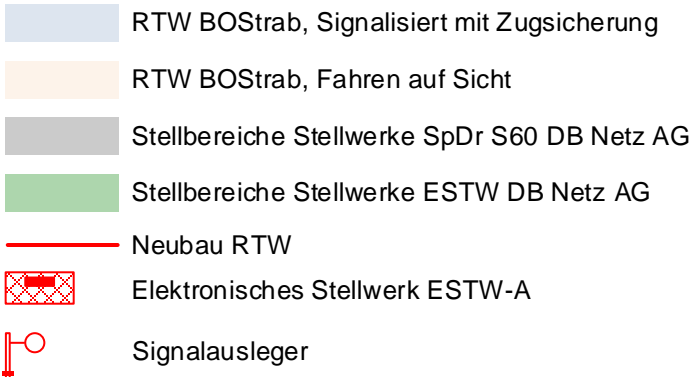 RTW BOStrab, Signalisiert mit Zugsicherung
RTW BOStrab, Fahren auf Sicht
Stellbereiche Stellwerke SpDr S60 DB Netz AG
Stellbereiche Stellwerke ESTW DB Netz AG
Neubau RTW
Elektronisches Stellwerk ESTW-A
Signalausleger